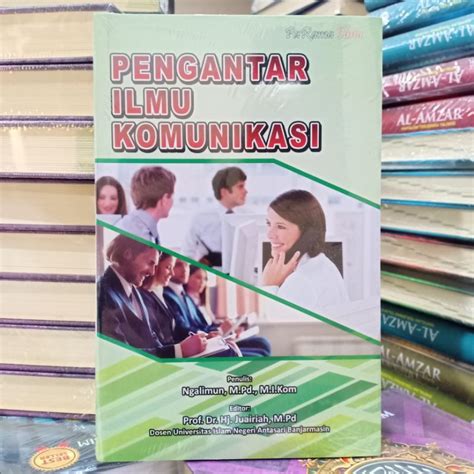 PENGANTAR
ILMU
KOMUNIKASI
Penulis:
Ngalimun, M.Pd., M.I.Kom
Editor:
Prof. Dr. Hj. Juairiah, M.Pd
Dosen Universitas Islam Negeri Antasari Banjarmasin
AL-AMZAR
AL-AMZAR
AL-AMZAR
AL-AMZAR
BEST